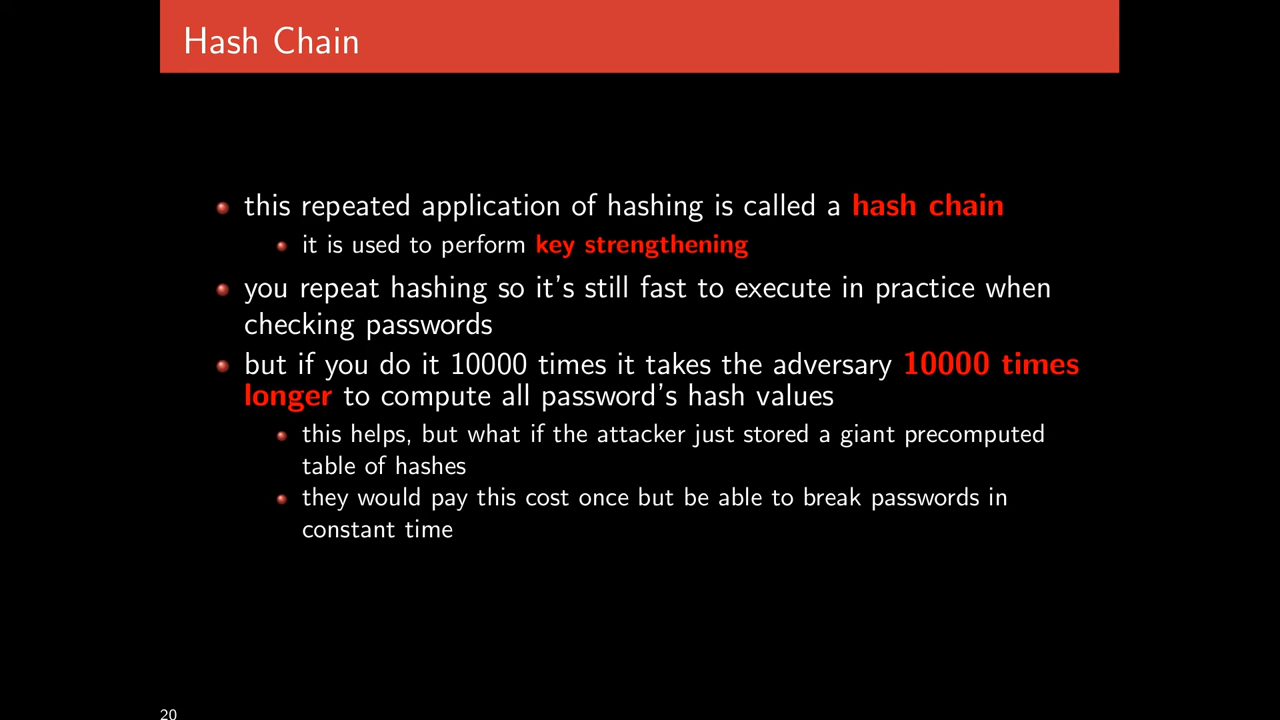 Hash Chain
this repeated application of hashing is called a hash chain
it is used to perform key strengthening
you repeat hashing so it's still fast to execute in practice when
checking passwords
but if you do it 10000 times it takes the adversary 10000 times
longer to compute all password's hash values
this helps, but what if the attacker just stored a giant precomputed
table of hashes
they would pay this cost once but be able to break passwords in
constant time
20